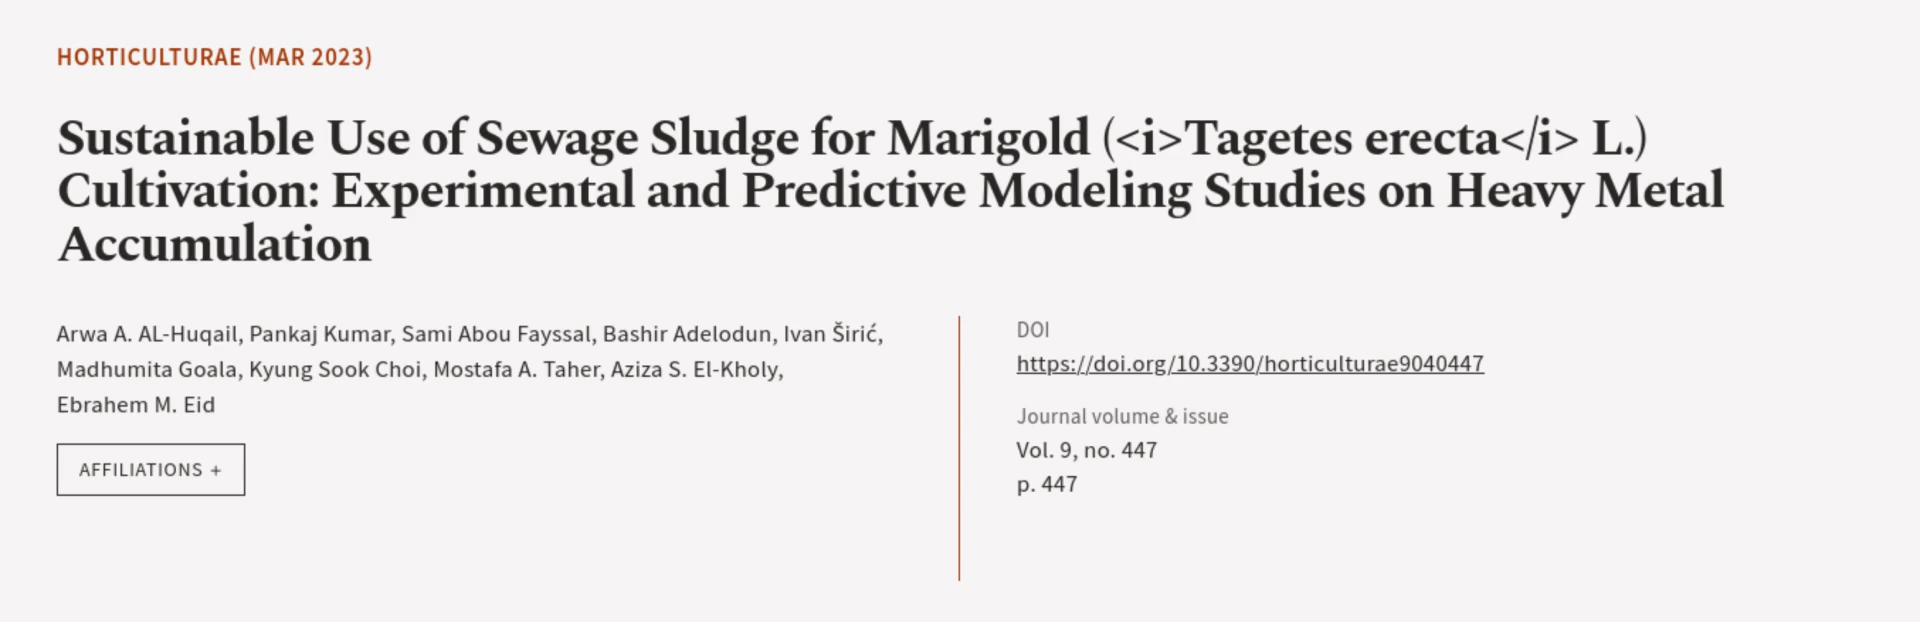 HORTICULTURAE (MAR 2023)
Sustainable Use of Sewage Sludge for Marigold (<i>Tagetes erecta</i> L.)
Cultivation: Experimental and Predictive Modeling Studies on Heavy Metal
Accumulation
Arwa A. AL-Huqail, Pankaj Kumar, Sami Abou Fayssal, Bashir Adelodun, Ivan Širić,
Madhumita Goala, Kyung Sook Choi, Mostafa A. Taher, Aziza S. El-Kholy,
Ebrahem M. Eid
AFFILIATIONS +
DOI
https://doi.org/10.3390/horticulturae9040447
Journal volume & issue
Vol. 9, no. 447
p. 447